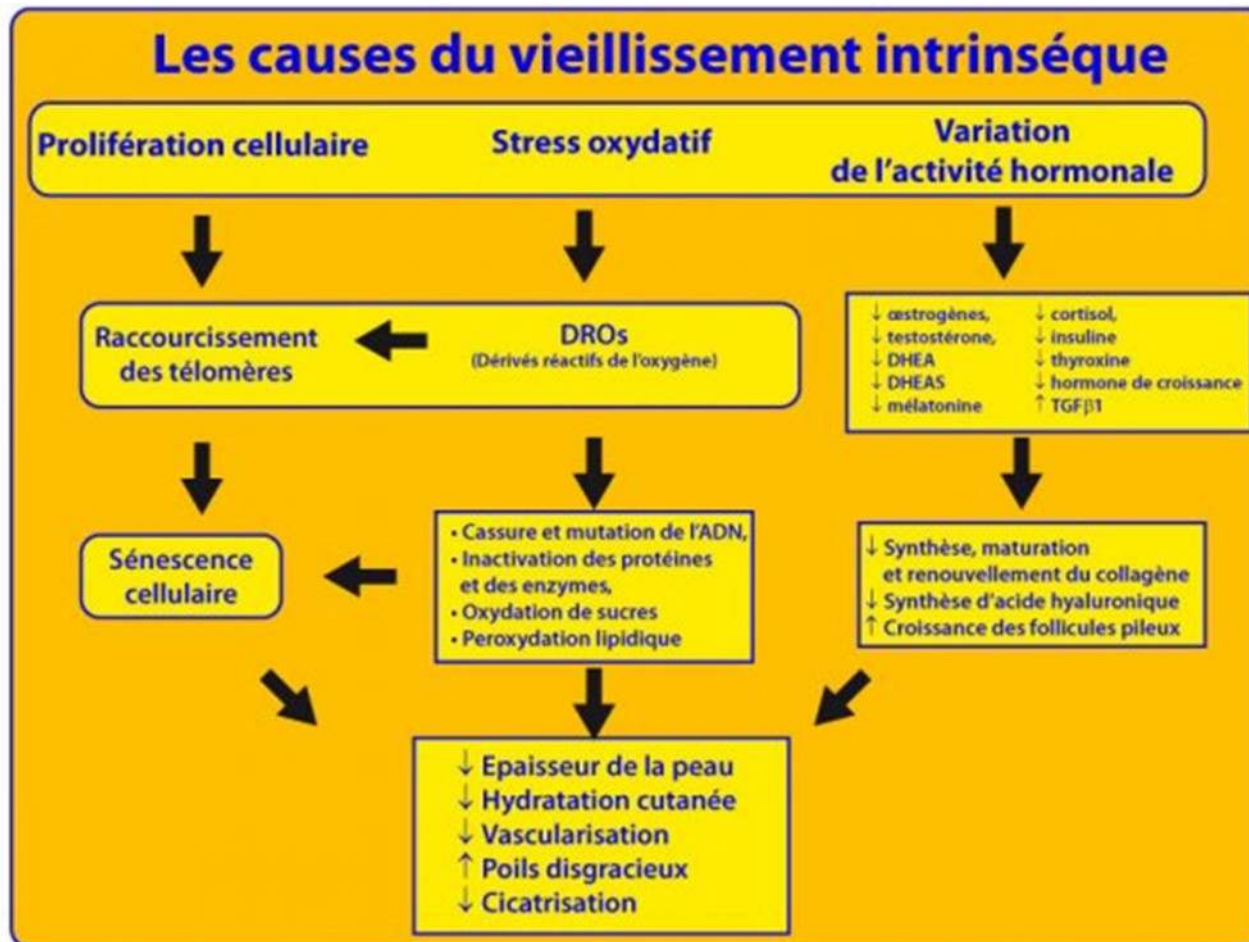 Les causes du vieillissement intrinséque
Prolifération cellulaire
Stress oxydatif
Variation
de l'activité hormonale
Raccourcissement
des télomères
DROs
(Dérivés réactifs de l'oxygène)
↓ œstrogènes,
↓ testostérone,
↓ DHEA
↓ DHEAS
↓ mélatonine
↓ cortisol,
↓ insuline
↓ thyroxine
↓ hormone de croissance
↑ TGFβ1
Sénescence
cellulaire
• Cassure et mutation de l'ADN,
• Inactivation des protéines
et des enzymes,
• Oxydation de sucres
• Peroxydation lipidique
↓ Synthèse, maturation
et renouvellement du collagène
↓ Synthèse d'acide hyaluronique
↑ Croissance des follicules pileux
↓ Epaisseur de la peau
↓ Hydratation cutanée
↓ Vascularisation
↑ Poils disgracieux
↓ Cicatrisation